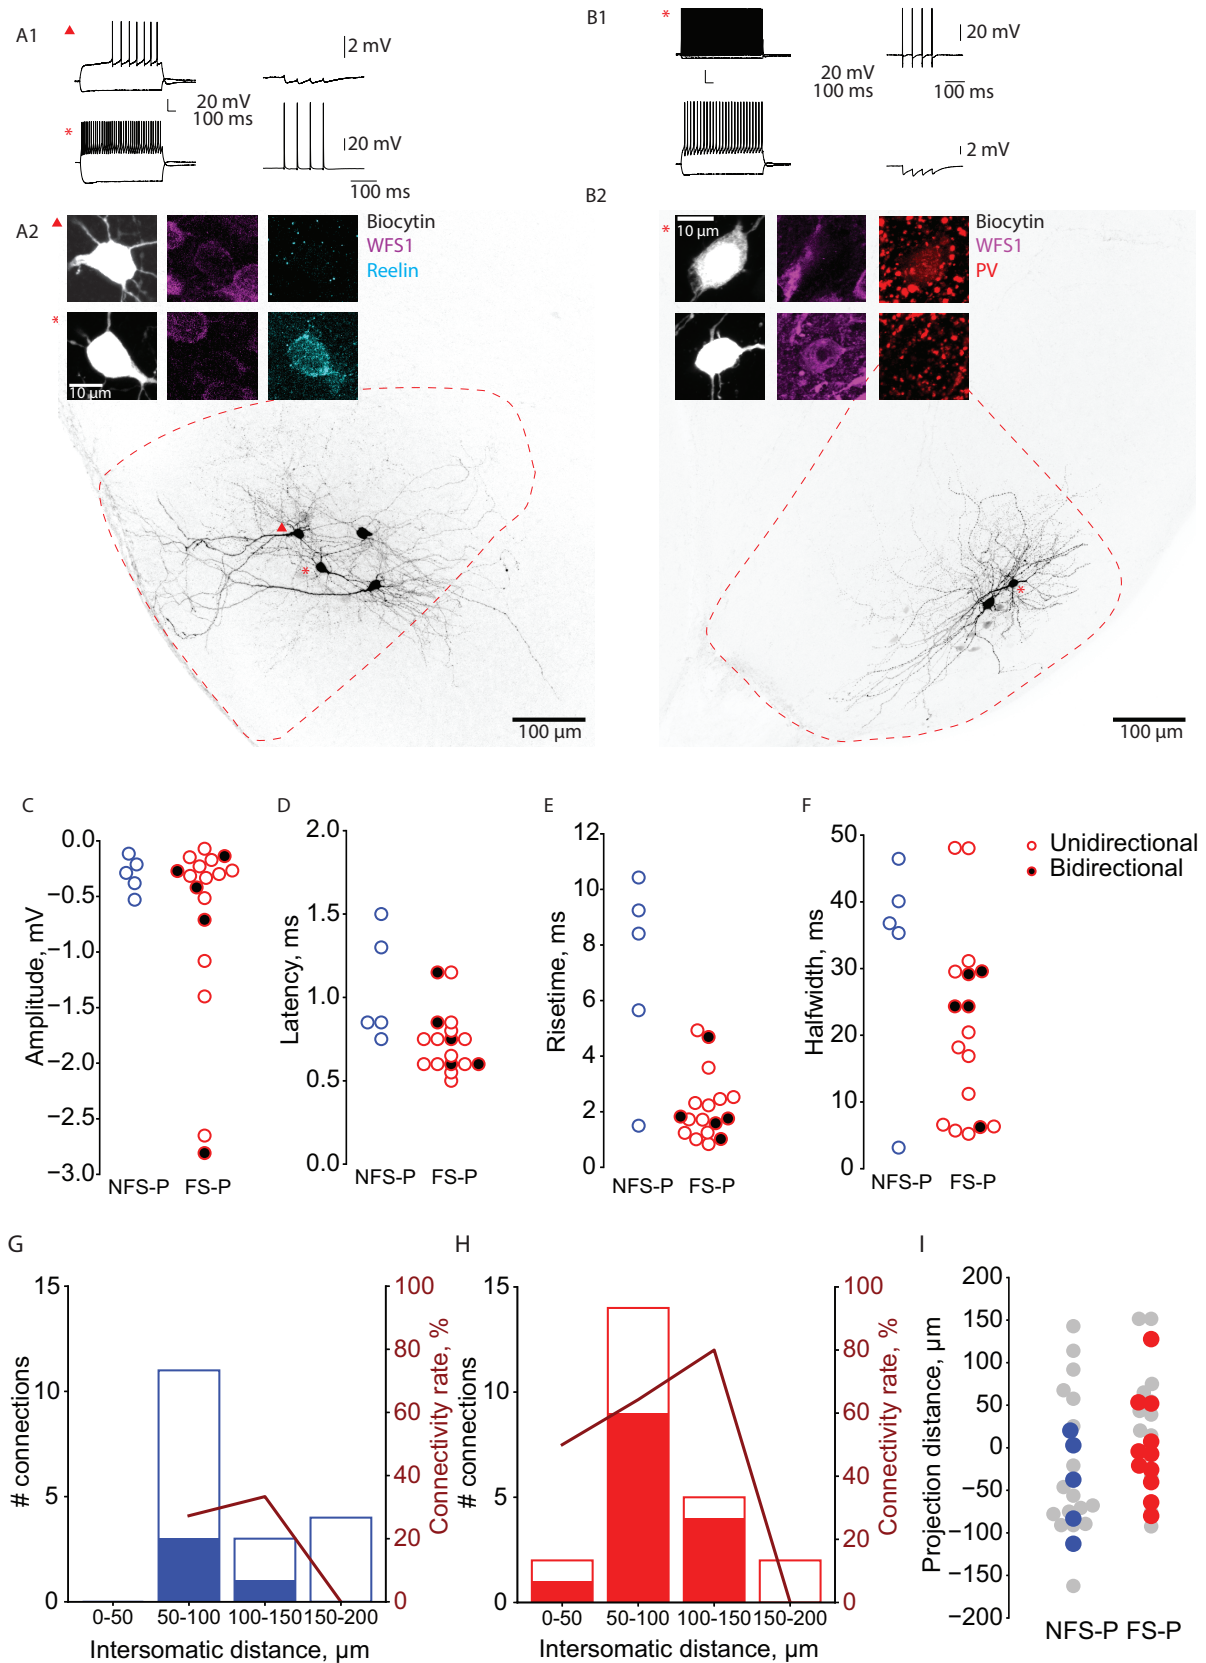 A1
2 mV
20 mV
100 ms
*
20 mV
100 ms
B1
*
20 mV
20 mV
100 ms
100 ms
2 mV
A2
Biocytin
WFS1
Reelin
*
10 µm
*
100 µm
B2
*
10 µm
Biocytin
WFS1
PV
*
100 µm
C
0.0
−0.5
−1.0
−1.5
−2.0
−2.5
−3.0
Amplitude, mV
NFS-P FS-P
D
2.0
1.5
1.0
0.5
0.0
Latency, ms
NFS-P FS-P
E
12
10
8
6
4
2
0
Risetime, ms
NFS-P FS-P
F
50
40
30
20
10
0
Halfwidth, ms
NFS-P FS-P
Unidirectional
Bidirectional
G
15
10
5
0
# connections
100
80
60
40
20
0
Connectivity rate, %
0-50 50-100 100-150 150-200
Intersomatic distance, µm
H
15
10
5
0
# connections
100
80
60
40
20
0
Connectivity rate, %
0-50 50-100 100-150 150-200
Intersomatic distance, µm
I
200
150
100
50
0
−50
−100
−150
−200
Projection distance, µm
NFS-P FS-P